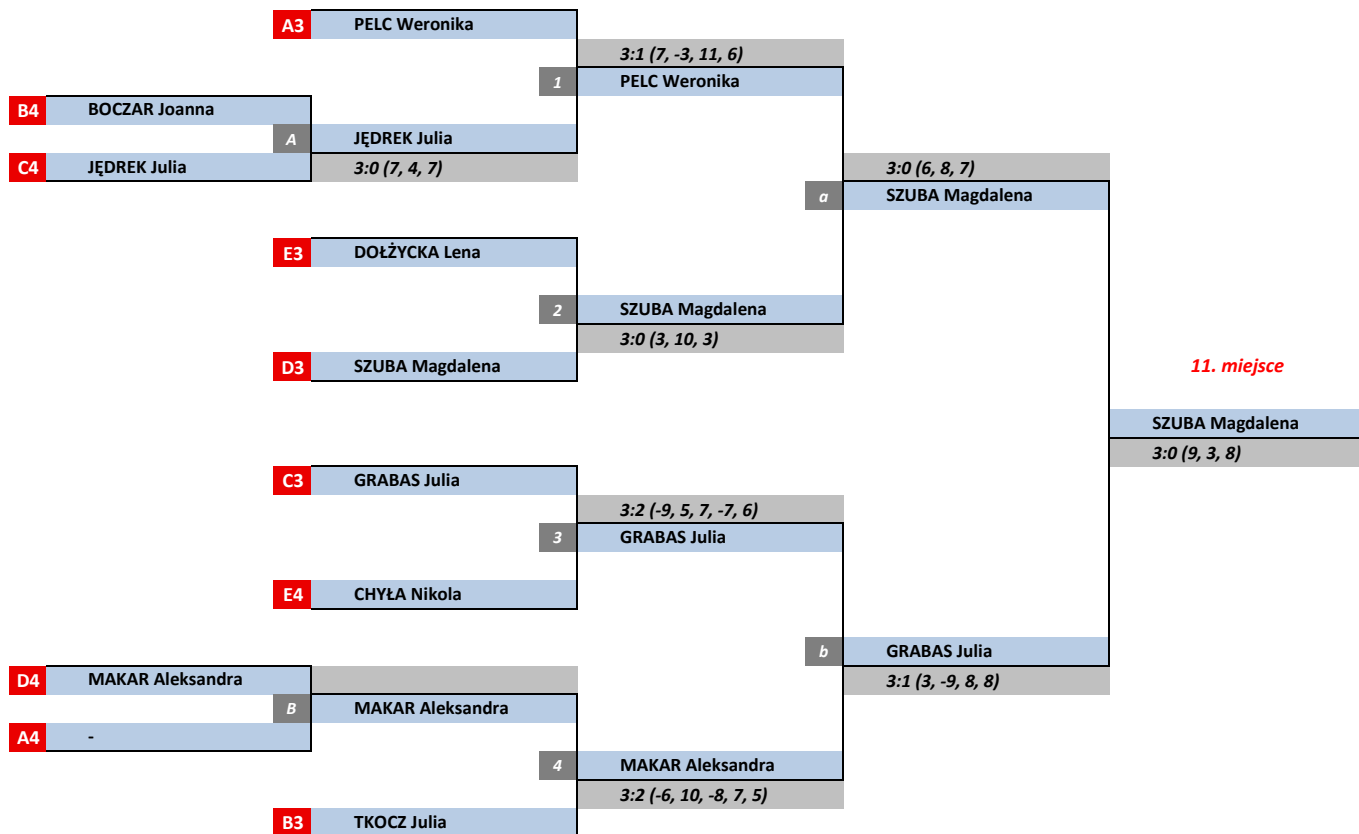 A3 PELC Weronika
3:1 (7, -3, 11, 6)
1 PELC Weronika
B4 BOCZAR Joanna
A JĘDREK Julia
C4 JĘDREK Julia 3:0 (7, 4, 7) 3:0 (6, 8, 7)
a SZUBA Magdalena
E3 DOŁŻYCKA Lena
2 SZUBA Magdalena
3:0 (3, 10, 3)
D3 SZUBA Magdalena 11. miejsce
SZUBA Magdalena
3:0 (9, 3, 8)
C3 GRABAS Julia
3:2 (-9, 5, 7, -7, 6)
3 GRABAS Julia
E4 CHYŁA Nikola
b GRABAS Julia
D4 MAKAR Aleksandra 3:1 (3, -9, 8, 8)
B MAKAR Aleksandra
A4 -
4 MAKAR Aleksandra
3:2 (-6, 10, -8, 7, 5)
B3 TKOCZ Julia